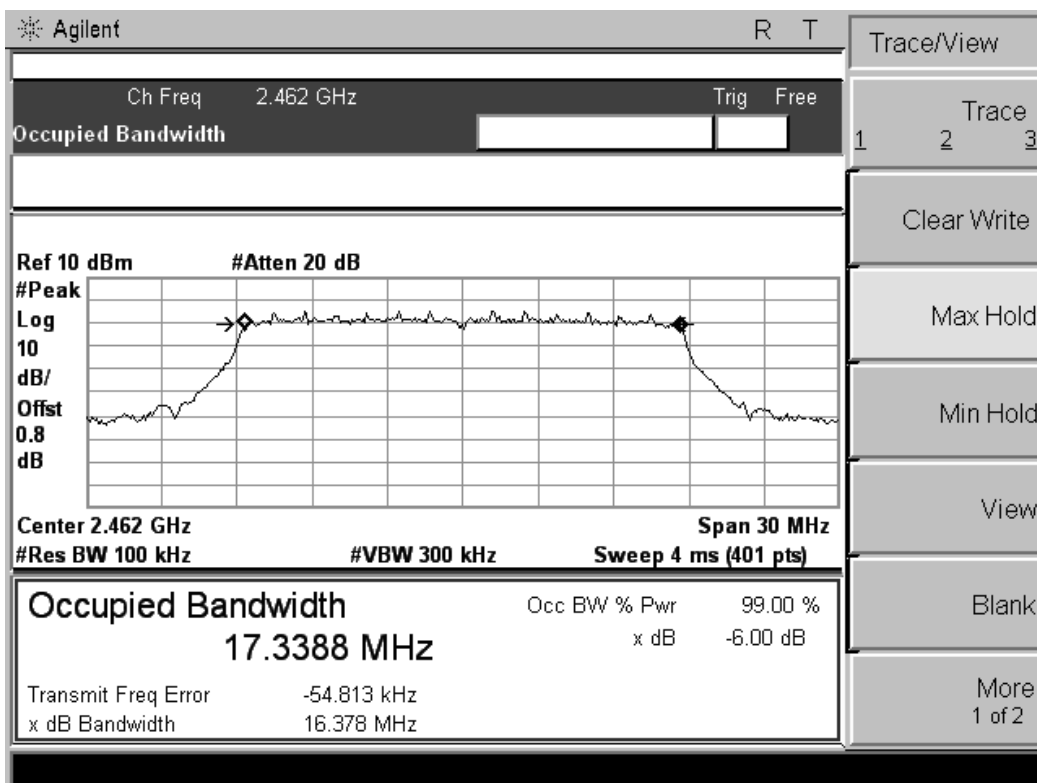 Agilent R T
Trace/View
Ch Freq 2.462 GHz Trig Free
Occupied Bandwidth
Trace
1 2 3
Clear Write
Ref 10 dBm #Atten 20 dB
#Peak
Log
10
dB/
Offst
0.8
dB
Max Hold
Min Hold
Center 2.462 GHz Span 30 MHz
#Res BW 100 kHz #VBW 300 kHz Sweep 4 ms (401 pts)
View
Occupied Bandwidth Occ BW % Pwr 99.00 %
17.3388 MHz x dB -6.00 dB
Transmit Freq Error -54.813 kHz
x dB Bandwidth 16.378 MHz
Blank
More
1 of 2